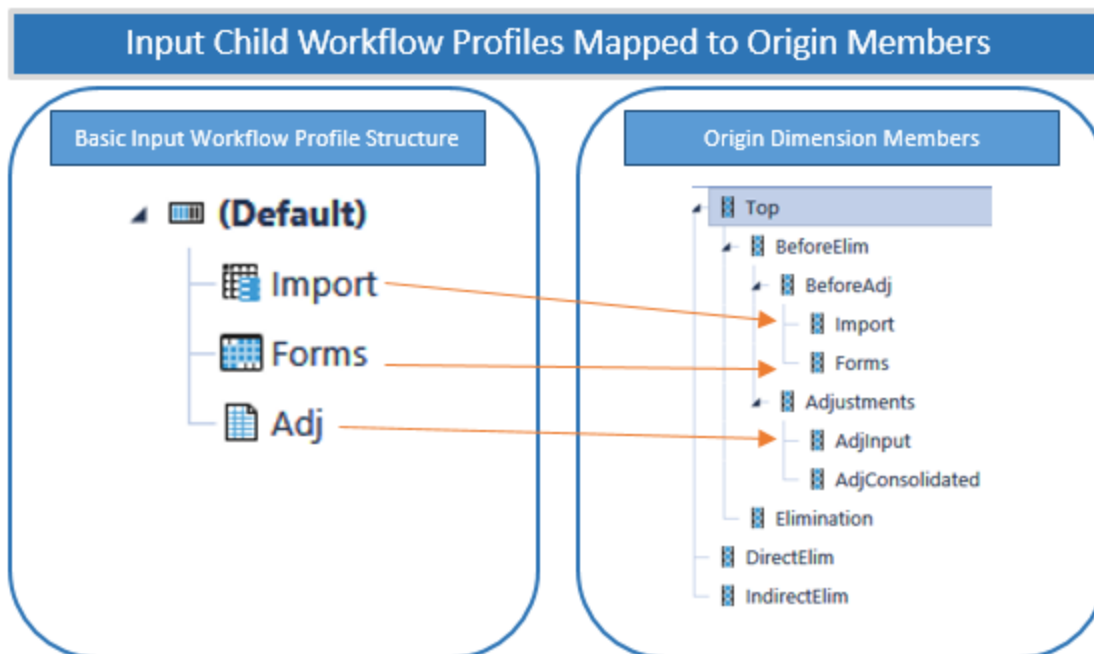 Input Child Workflow Profiles Mapped to Origin Members
Basic Input Workflow Profile Structure
(Default)
Import
Forms
Adj
Origin Dimension Members
Top
BeforeElim
BeforeAdj
Import
Forms
Adjustments
AdjInput
AdjConsolidated
Elimination
DirectElim
IndirectElim